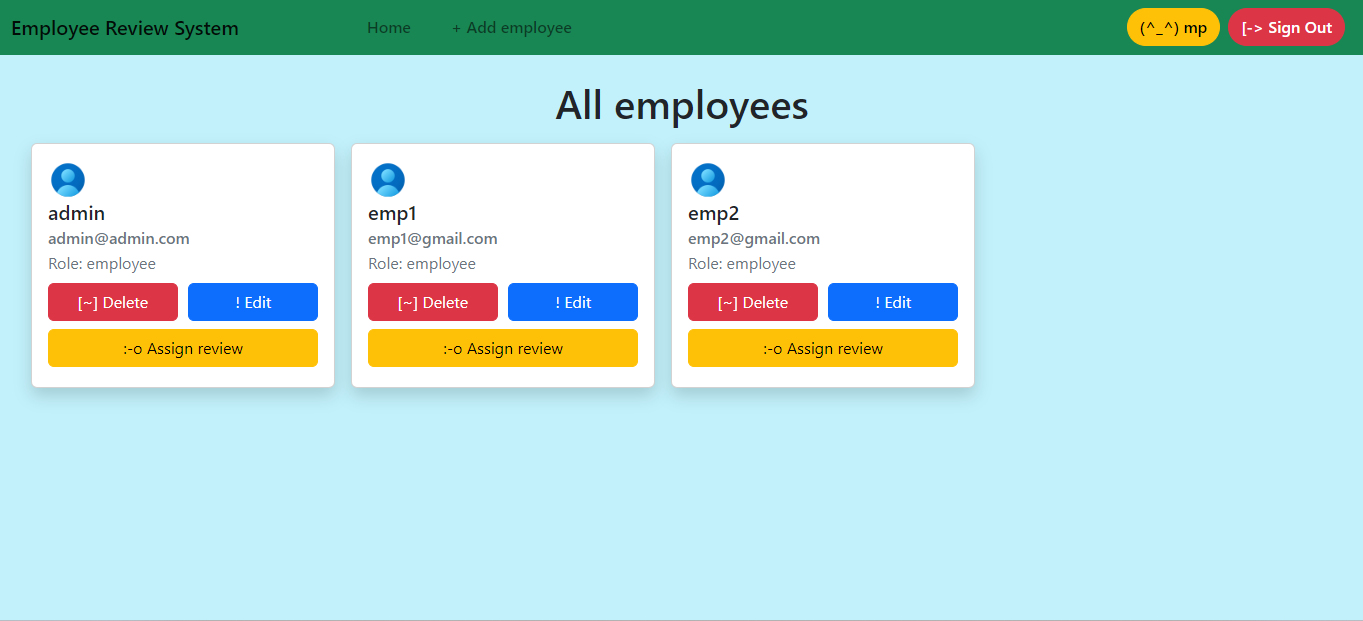 Employee Review System
Home
+ Add employee
(^_^) mp
[-> Sign Out
All employees
admin
admin@admin.com
Role: employee
[~] Delete
! Edit
:-o Assign review
emp1
emp1@gmail.com
Role: employee
[~] Delete
! Edit
:-o Assign review
emp2
emp2@gmail.com
Role: employee
[~] Delete
! Edit
:-o Assign review